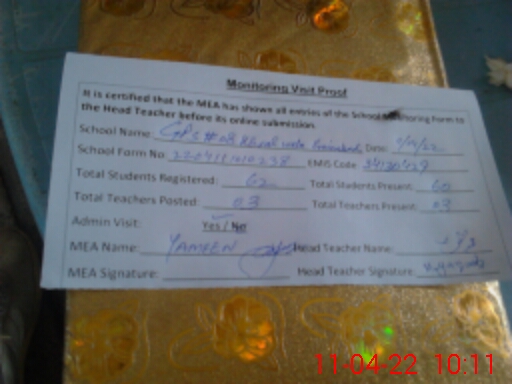 Monitoring Visit Proof
It is certified that the MEA has shown all entries of the School Monitoring Form to
the Head Teacher before its online submission.
School Name: GPS # 08 Date:
School Form No: EMIS Code
Total Students Registered: 62 Total Students Present: 60
Total Teachers Posted: 03 Total Teachers Present: 03
Admin Visit: Yes / No
MEA Name: YAMEEN Head Teacher Name:
MEA Signature: Head Teacher Signature:
11-04-22 10:11